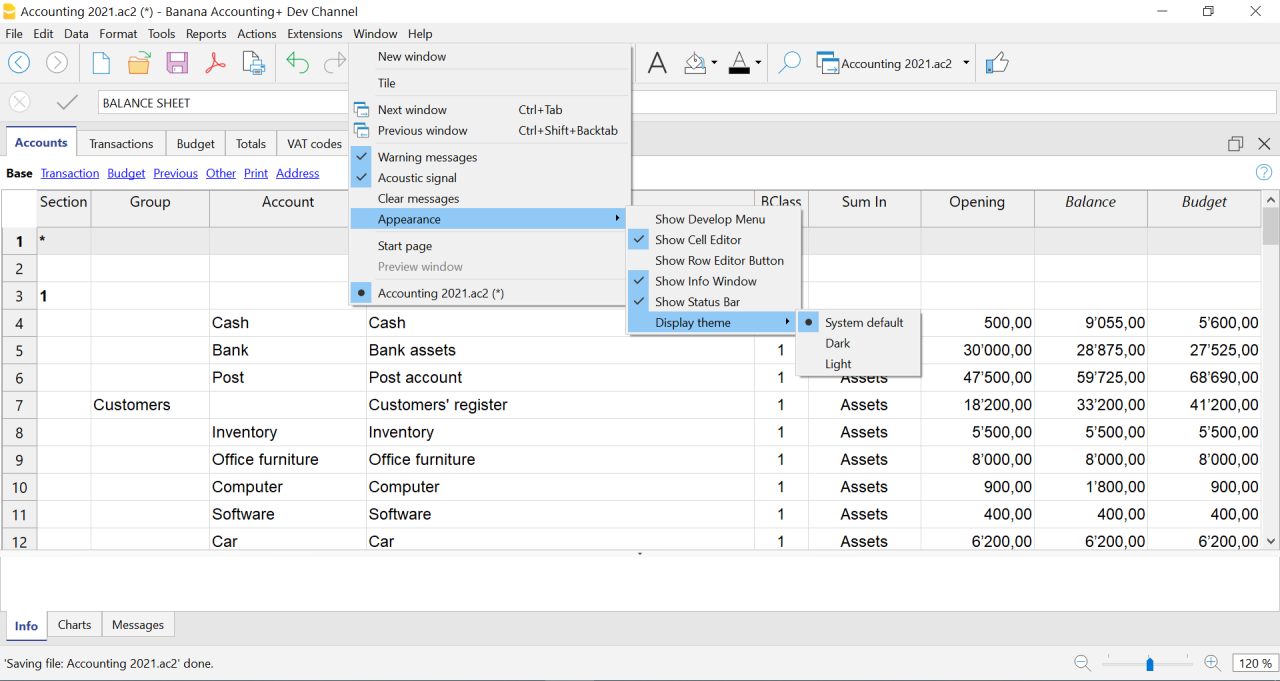 Accounting 2021.ac2 (*) - Banana Accounting+ Dev Channel
File Edit Data Format Tools Reports Actions Extensions Window Help
Accounting 2021.ac2
BALANCE SHEET
New window
Tile
Next window Ctrl+Tab
Previous window Ctrl+Shift+Backtab
Warning messages
Acoustic signal
Clear messages
Appearance
Start page
Preview window
Accounting 2021.ac2 (*)
Show Develop Menu
Show Cell Editor
Show Row Editor Button
Show Info Window
Show Status Bar
Display theme
System default
Dark
Light
Accounts Transactions Budget Totals VAT codes
Base Transaction Budget Previous Other Print Address
Section Group Account BClass Sum In Opening Balance Budget
1 *
2
3 1
4 Cash Cash 500,00 9'055,00 5'600,00
5 Bank Bank assets 1 30'000,00 28'875,00 27'525,00
6 Post Post account 1 Assets 47'500,00 59'725,00 68'690,00
7 Customers Customers' register 1 Assets 18'200,00 33'200,00 41'200,00
8 Inventory Inventory 1 Assets 5'500,00 5'500,00 5'500,00
9 Office furniture Office furniture 1 Assets 8'000,00 8'000,00 8'000,00
10 Computer Computer 1 Assets 900,00 1'800,00 900,00
11 Software Software 1 Assets 400,00 400,00 400,00
12 Car Car 1 Assets 6'200,00 6'200,00 6'200,00
Info Charts Messages
'Saving file: Accounting 2021.ac2' done.
120 %